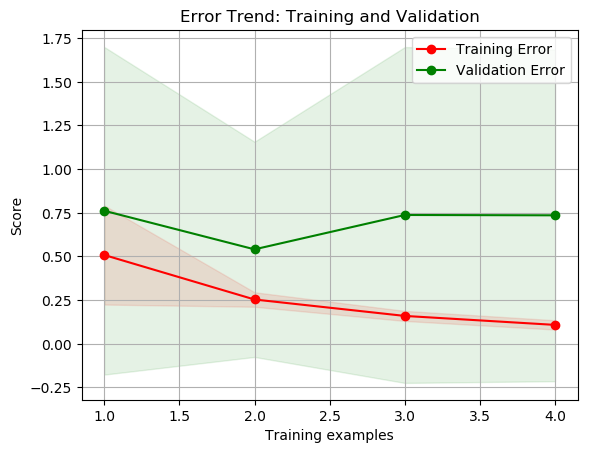 Error Trend: Training and Validation
Training Error
Validation Error
1.75
1.50
1.25
1.00
0.75
0.50
0.25
0.00
−0.25
Score
1.0 1.5 2.0 2.5 3.0 3.5 4.0
Training examples